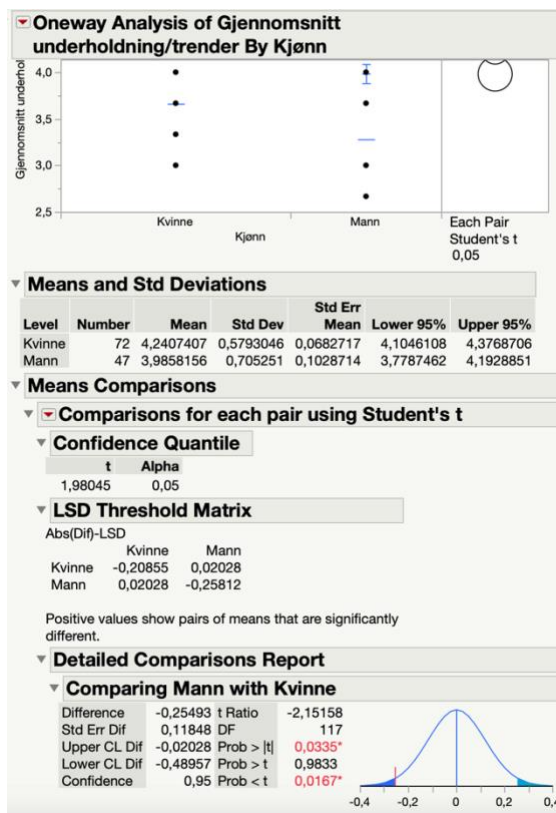 Oneway Analysis of Gjennomsnitt
underholdning/trender By Kjønn
Gjennomsnitt underhol
4,0
3,5
3,0
2,5
Kvinne Mann
Kjønn
Each Pair
Student's t
0,05
Means and Std Deviations
Std Err
Level Number Mean Std Dev Mean Lower 95% Upper 95%
Kvinne 72 4,2407407 0,5793046 0,0682717 4,1046108 4,3768706
Mann 47 3,9858156 0,705251 0,1028714 3,7787462 4,1928851
Means Comparisons
Comparisons for each pair using Student's t
Confidence Quantile
t Alpha
1,98045 0,05
LSD Threshold Matrix
Abs(Dif)-LSD
Kvinne Mann
Kvinne -0,20855 0,02028
Mann 0,02028 -0,25812
Positive values show pairs of means that are significantly
different.
Detailed Comparisons Report
Comparing Mann with Kvinne
Difference -0,25493 t Ratio -2,15158
Std Err Dif 0,11848 DF 117
Upper CL Dif -0,02028 Prob > |t| 0,0335*
Lower CL Dif -0,48957 Prob > t 0,9833
Confidence 0,95 Prob < t 0,0167*
-0,4 -0,2 0 0,2 0,4